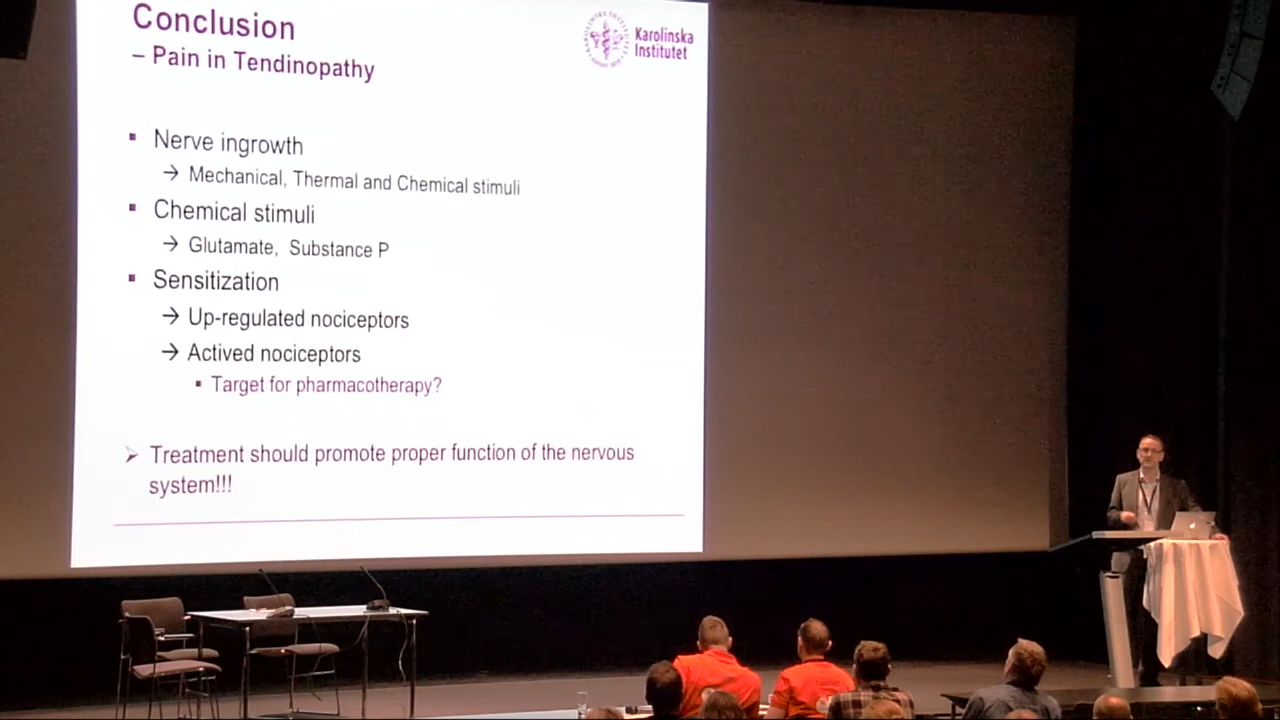 Conclusion
– Pain in Tendinopathy
Karolinska
Institutet
▪ Nerve ingrowth
→ Mechanical, Thermal and Chemical stimuli
▪ Chemical stimuli
→ Glutamate, Substance P
▪ Sensitization
→ Up-regulated nociceptors
→ Actived nociceptors
▪ Target for pharmacotherapy?
➢ Treatment should promote proper function of the nervous
system!!!